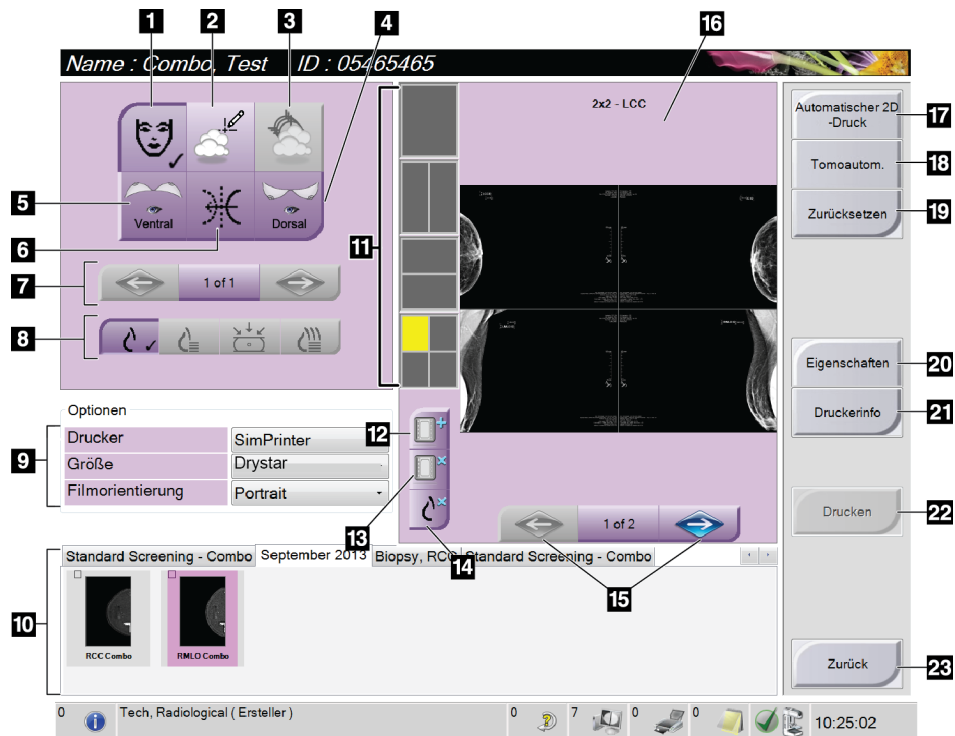 1 2 3 4 16
Name : Combo, Test ID : 05465465
2x2 - LCC
Automatischer 2D
-Druck
17
Tomoautom.
18
Zurücksetzen
19
5
Ventral
Dorsal
6
11
7
1 of 1
8
Eigenschaften
20
Druckerinfo
21
Optionen
9
Drucker
SimPrinter
12
Größe
Drystar
Filmorientierung
Portrait
13
14
1 of 2
15
Drucken
22
10
Standard Screening - Combo
September 2013
Biopsy, RCC
Standard Screening - Combo
RCC Combo
RMLO Combo
Zurück
23
0
Tech, Radiological ( Ersteller )
0
7
0
0
10:25:02